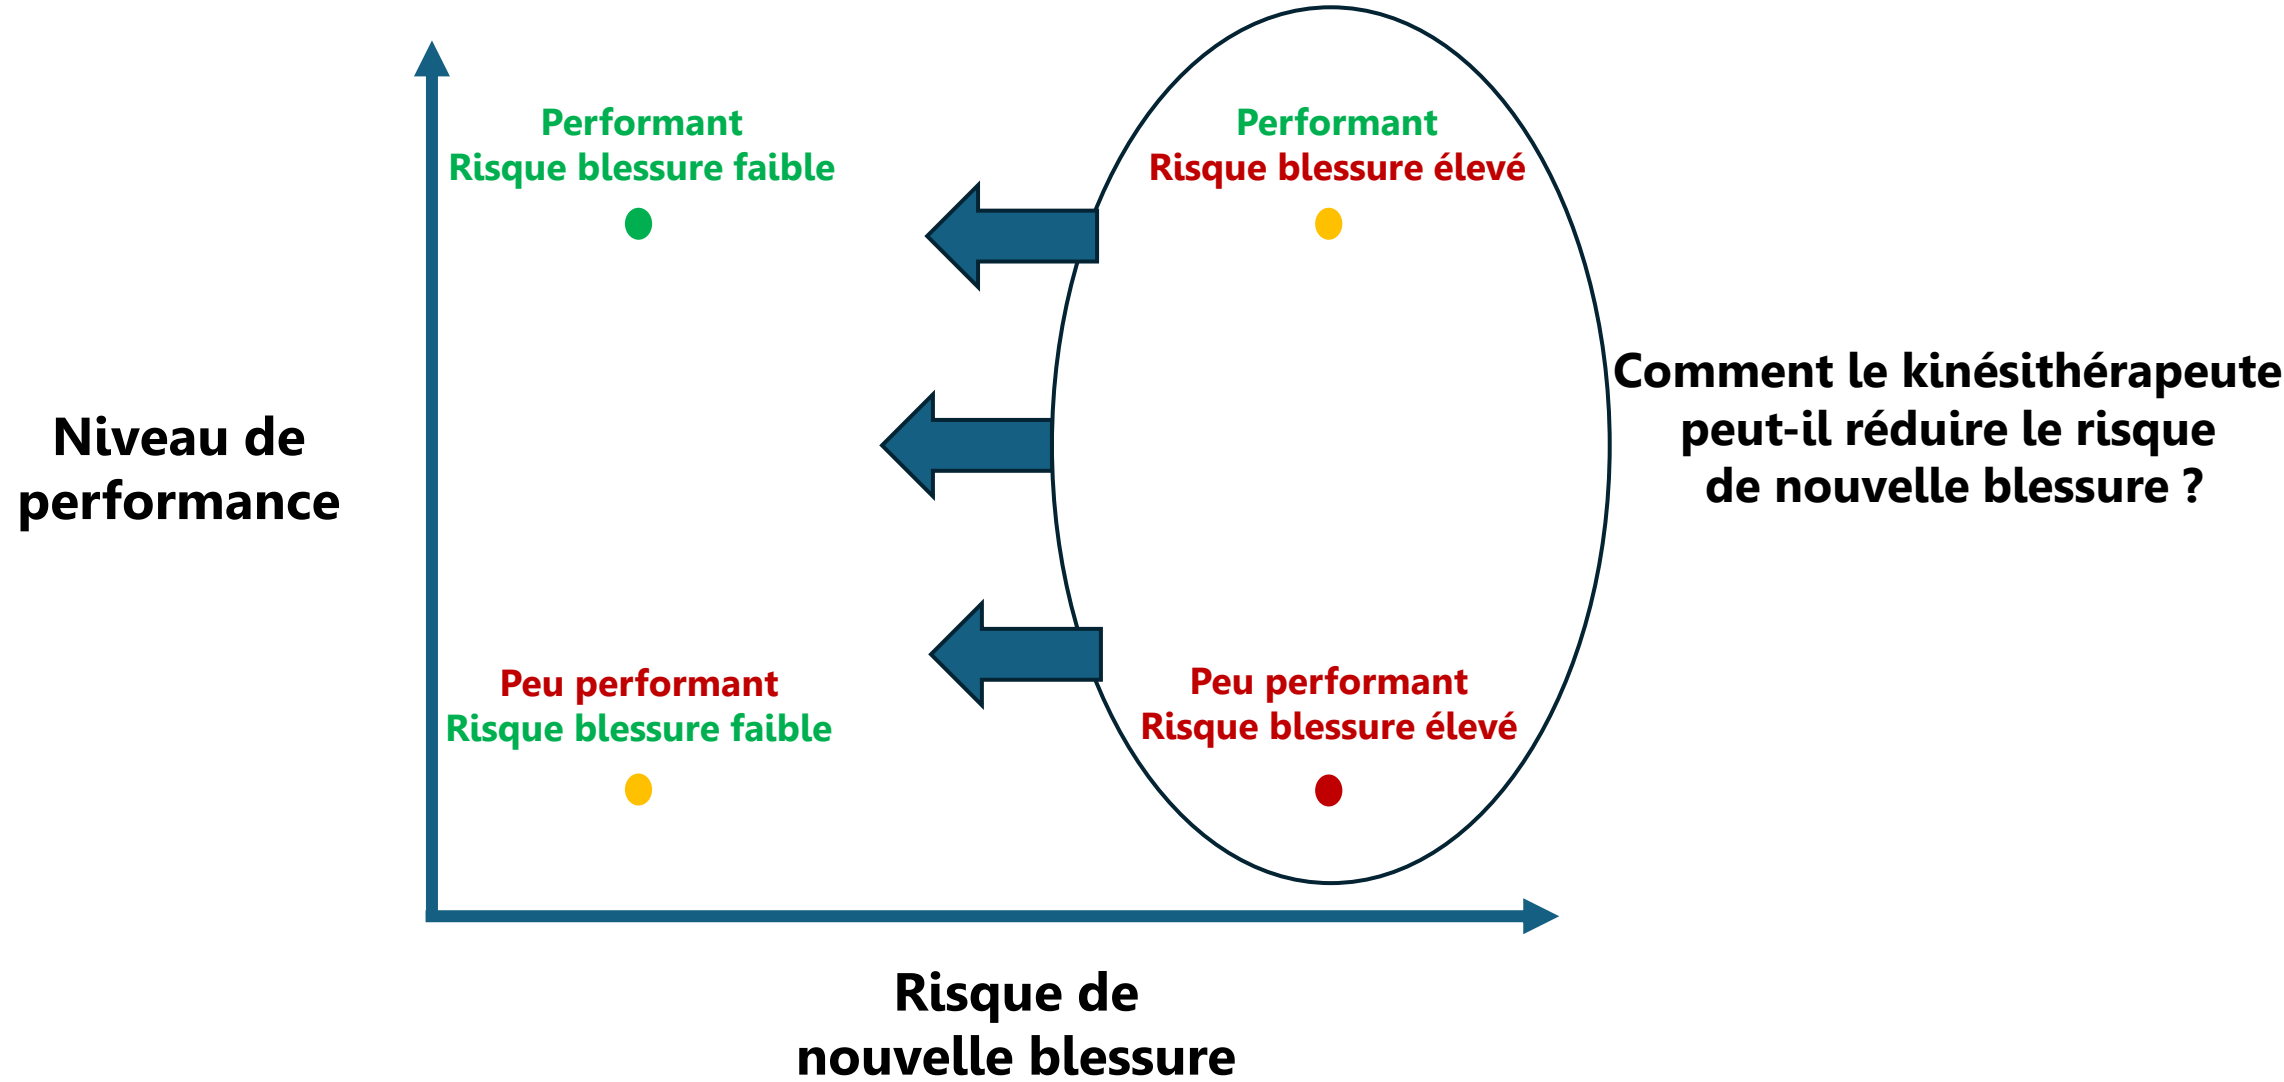 Performant
Risque blessure faible
Performant
Risque blessure élevé
Niveau de
performance
Comment le kinésithérapeute
peut-il réduire le risque
de nouvelle blessure ?
Peu performant
Risque blessure faible
Peu performant
Risque blessure élevé
Risque de
nouvelle blessure